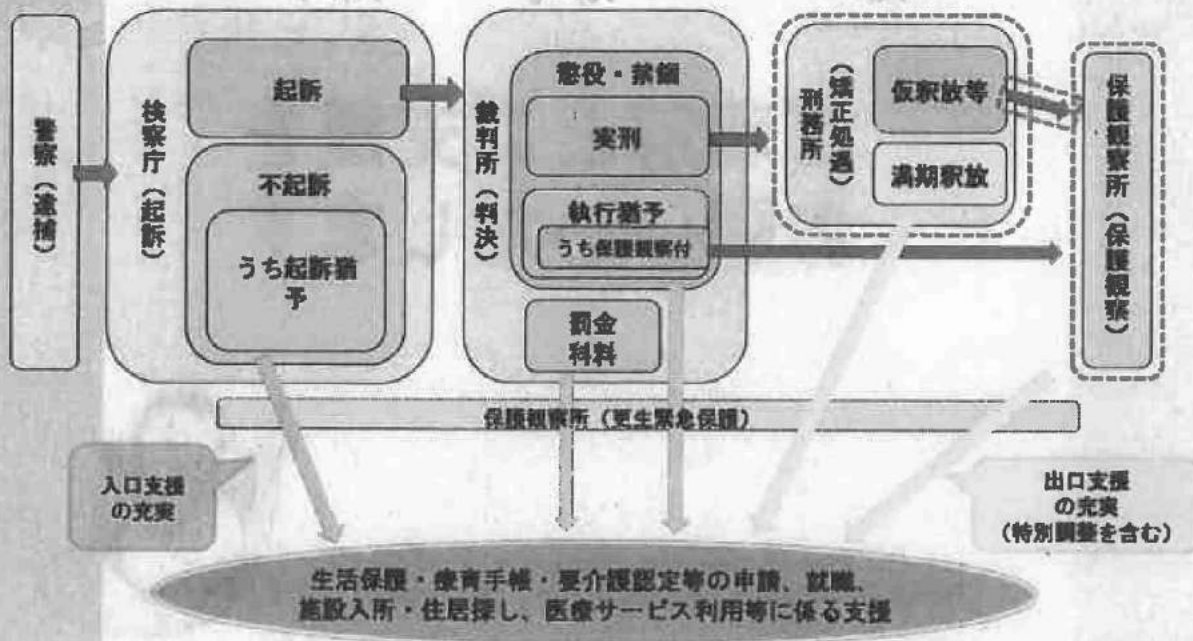 警察（逮捕）
検察庁（起訴）
起訴
不起訴
うち起訴猶
予
裁判所（判決）
懲役・禁錮
実刑
執行猶予
うち保護観察付
罰金
科料
刑務所
（矯正処遇）
仮釈放等
満期釈放
保護観察所（保護観察）
保護観察所（更生緊急保護）
入口支援
の充実
出口支援
の充実
（特別調整を含む）
生活保護・療育手帳・要介護認定等の申請、就職、
施設入所・住居探し、医療サービス利用等に係る支援